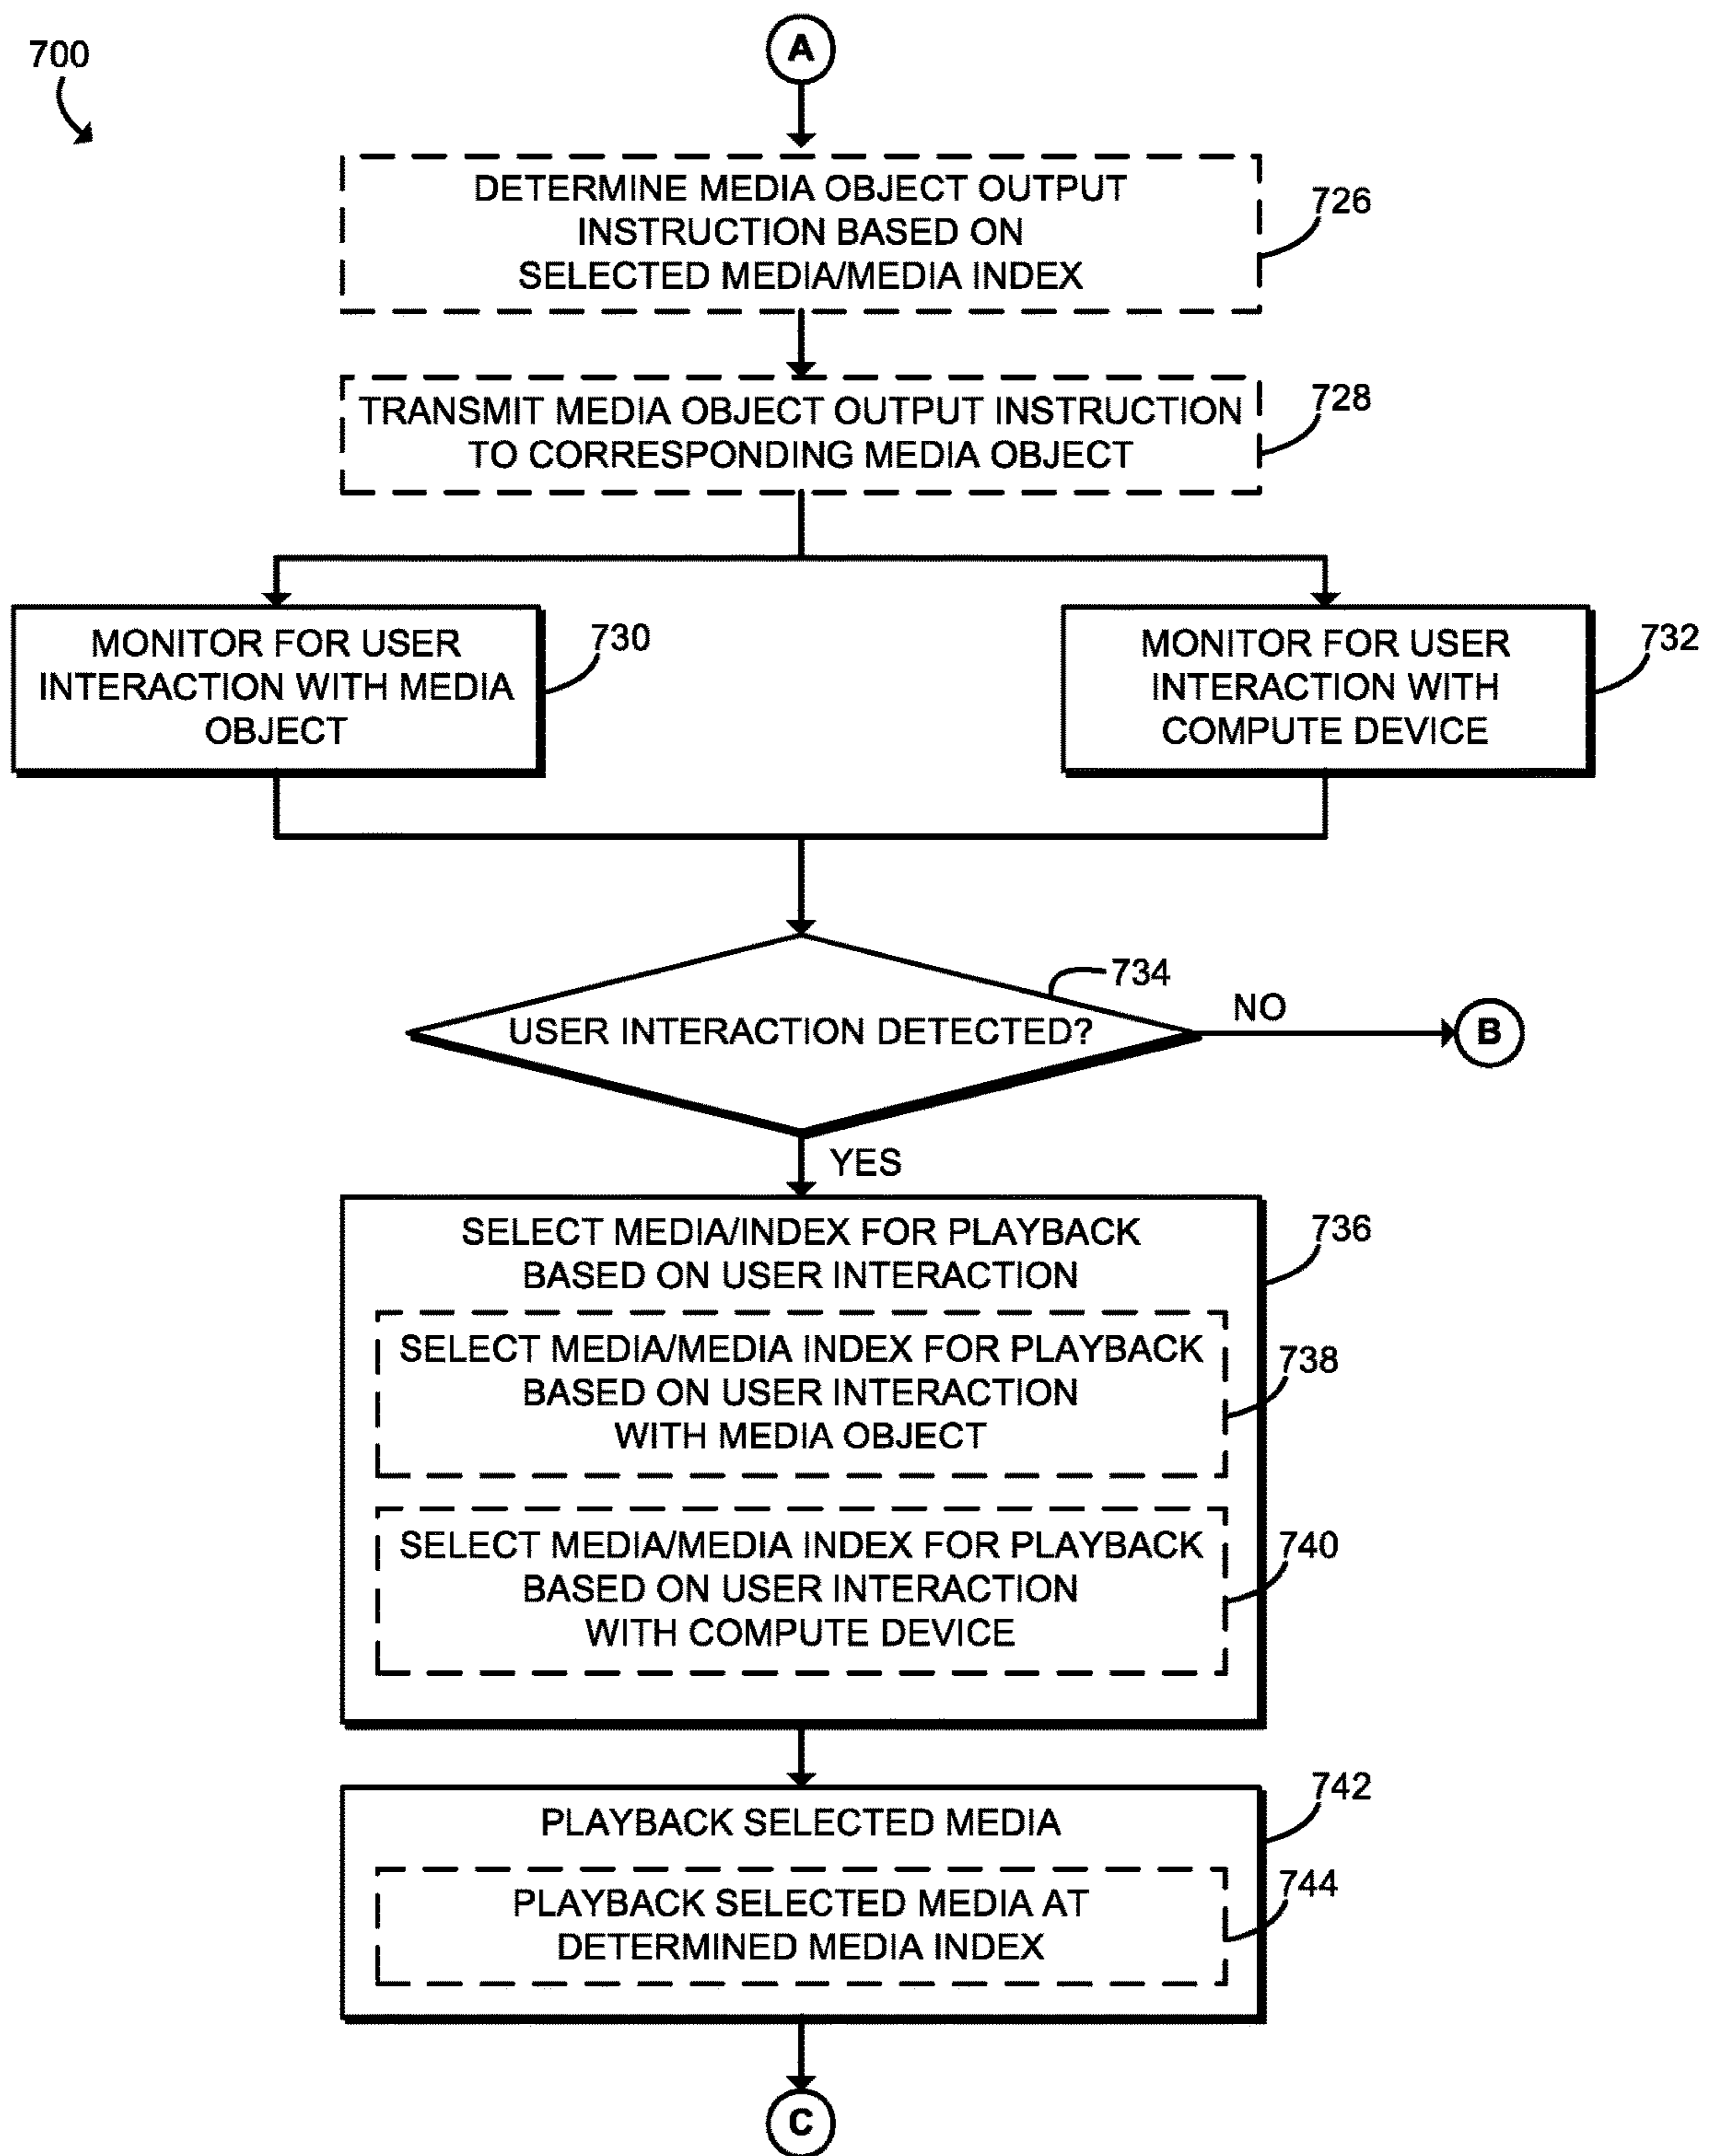 700
A
DETERMINE MEDIA OBJECT OUTPUT
INSTRUCTION BASED ON
SELECTED MEDIA/MEDIA INDEX
726
TRANSMIT MEDIA OBJECT OUTPUT INSTRUCTION
TO CORRESPONDING MEDIA OBJECT
728
MONITOR FOR USER
INTERACTION WITH MEDIA
OBJECT
730
MONITOR FOR USER
INTERACTION WITH
COMPUTE DEVICE
732
USER INTERACTION DETECTED?
734
NO
B
YES
SELECT MEDIA/INDEX FOR PLAYBACK
BASED ON USER INTERACTION
736
SELECT MEDIA/MEDIA INDEX FOR PLAYBACK
BASED ON USER INTERACTION
WITH MEDIA OBJECT
738
SELECT MEDIA/MEDIA INDEX FOR PLAYBACK
BASED ON USER INTERACTION
WITH COMPUTE DEVICE
740
PLAYBACK SELECTED MEDIA
742
PLAYBACK SELECTED MEDIA AT
DETERMINED MEDIA INDEX
744
C